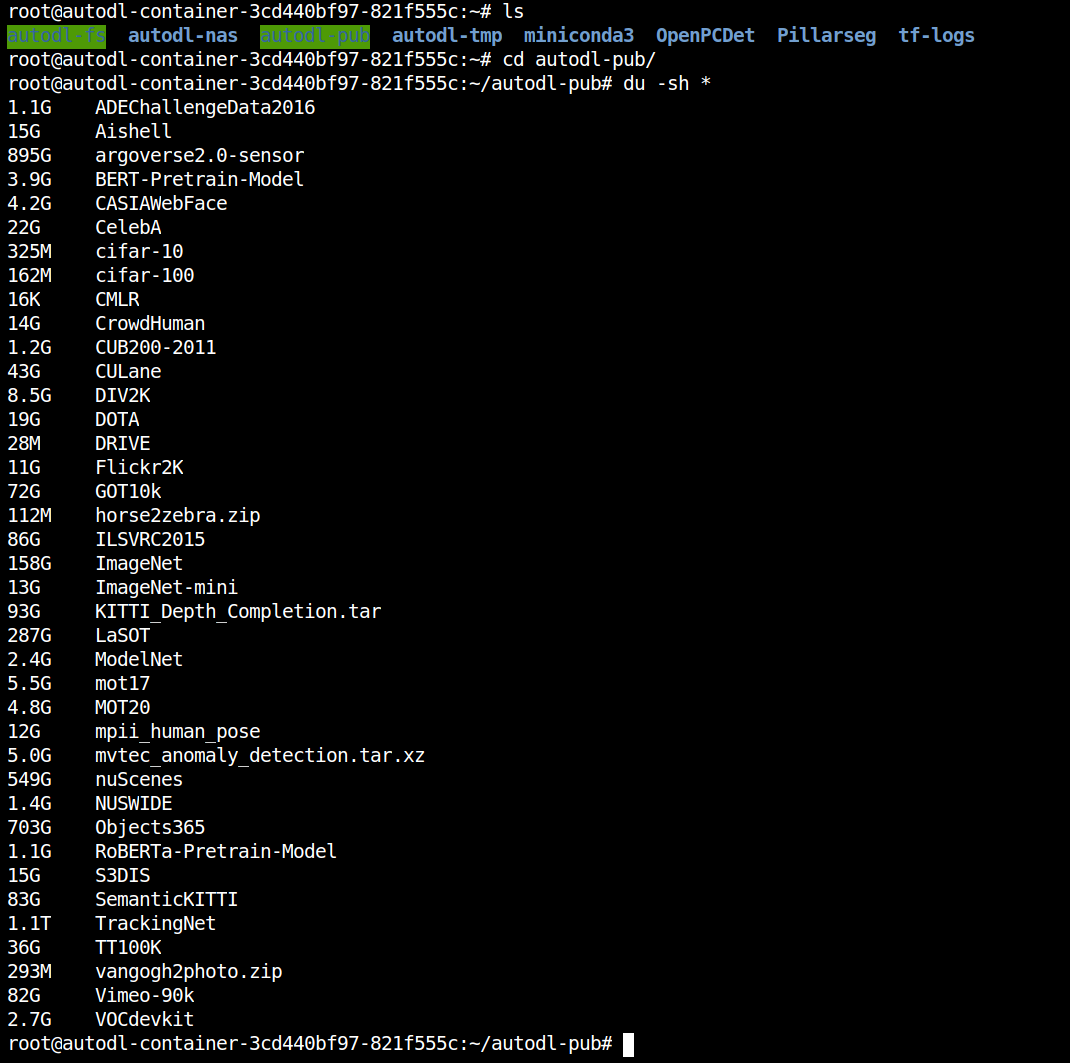 root@autodl-container-3cd440bf97-821f555c:~# ls
autodl-fs  autodl-nas  autodl-pub  autodl-tmp  miniconda3  OpenPCDet  Pillarseg  tf-logs
root@autodl-container-3cd440bf97-821f555c:~# cd autodl-pub/
root@autodl-container-3cd440bf97-821f555c:~/autodl-pub# du -sh *
1.1G    ADEChallengeData2016
15G     Aishell
895G    argoverse2.0-sensor
3.9G    BERT-Pretrain-Model
4.2G    CASIAWebFace
22G     CelebA
325M    cifar-10
162M    cifar-100
16K     CMLR
14G     CrowdHuman
1.2G    CUB200-2011
43G     CULane
8.5G    DIV2K
19G     DOTA
28M     DRIVE
11G     Flickr2K
72G     GOT10k
112M    horse2zebra.zip
86G     ILSVRC2015
158G    ImageNet
13G     ImageNet-mini
93G     KITTI_Depth_Completion.tar
287G    LaSOT
2.4G    ModelNet
5.5G    mot17
4.8G    MOT20
12G     mpii_human_pose
5.0G    mvtec_anomaly_detection.tar.xz
549G    nuScenes
1.4G    NUSWIDE
703G    Objects365
1.1G    RoBERTa-Pretrain-Model
15G     S3DIS
83G     SemanticKITTI
1.1T    TrackingNet
36G     TT100K
293M    vangogh2photo.zip
82G     Vimeo-90k
2.7G    VOCdevkit
root@autodl-container-3cd440bf97-821f555c:~/autodl-pub#